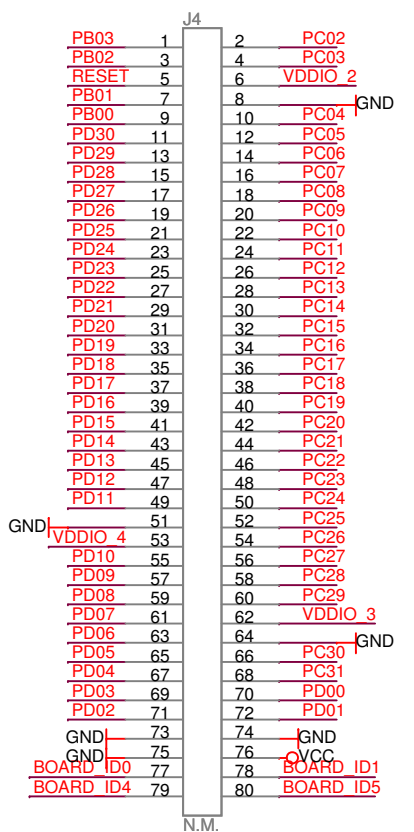 J4
PB03 1 2 PC02
PB02 3 4 PC03
RESET 5 6 VDDIO_2
PB01 7 8 GND
PB00 9 10 PC04
PD30 11 12 PC05
PD29 13 14 PC06
PD28 15 16 PC07
PD27 17 18 PC08
PD26 19 20 PC09
PD25 21 22 PC10
PD24 23 24 PC11
PD23 25 26 PC12
PD22 27 28 PC13
PD21 29 30 PC14
PD20 31 32 PC15
PD19 33 34 PC16
PD18 35 36 PC17
PD17 37 38 PC18
PD16 39 40 PC19
PD15 41 42 PC20
PD14 43 44 PC21
PD13 45 46 PC22
PD12 47 48 PC23
PD11 49 50 PC24
GND 51 52 PC25
VDDIO_4 53 54 PC26
PD10 55 56 PC27
PD09 57 58 PC28
PD08 59 60 PC29
PD07 61 62 VDDIO_3
PD06 63 64 GND
PD05 65 66 PC30
PD04 67 68 PC31
PD03 69 70 PD00
PD02 71 72 PD01
GND 73 74 GND
GND 75 76 VCC
BOARD_ID0 77 78 BOARD_ID1
BOARD_ID4 79 80 BOARD_ID5
N.M.